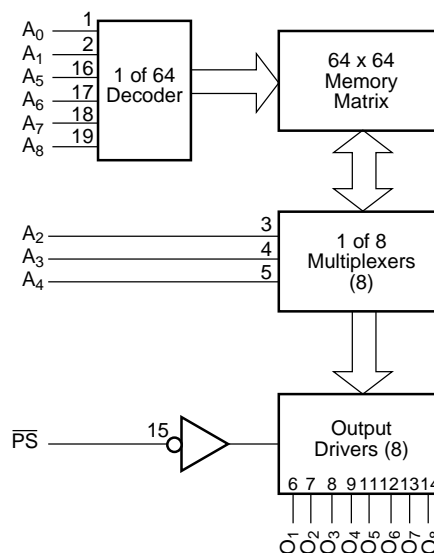 A0 1
A1 2
A5 16
A6 17
A7 18
A8 19
1 of 64
Decoder
64 x 64
Memory
Matrix
A2 3
A3 4
A4 5
1 of 8
Multiplexers
(8)
PS 15
Output
Drivers (8)
6 7 8 9 11 12 13 14
O1 O2 O3 O4 O5 O6 O7 O8